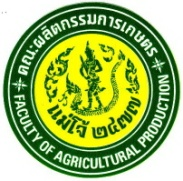 คณะผลิตกรรมการเกษตร
แม่โจ้ ๒๔๗๗
FACULTY OF AGRICULTURAL PRODUCTION